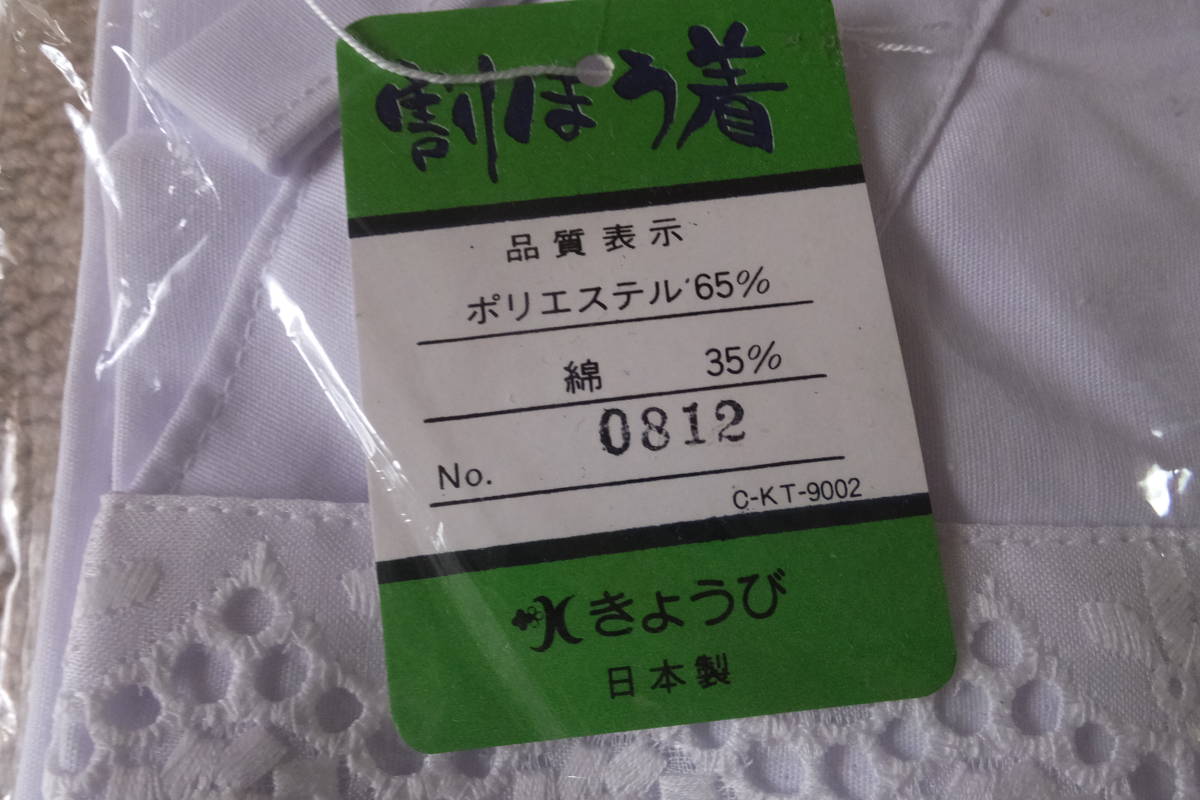 割ほう着
品質表示
ポリエステル 65%
綿 35%
No. 0812
C-KT-9002
きょうび
日本製